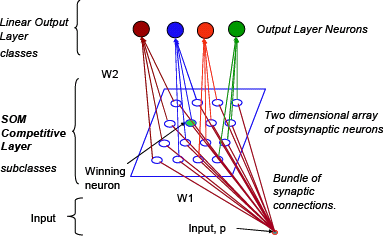 Linear Output
Layer
classes
Output Layer Neurons
W2
SOM
Competitive
Layer
subclasses
Two dimensional array
of postsynaptic neurons
Winning
neuron
W1
Bundle of
synaptic
connections.
Input
Input, p